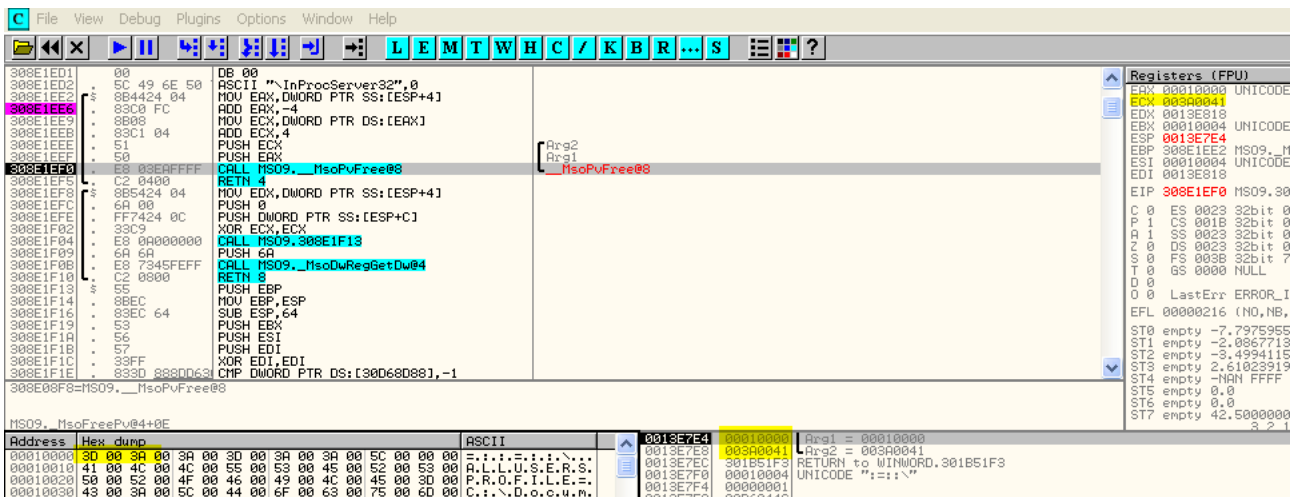 C File View Debug Plugins Options Window Help
L E M T W H C / K B R ... S ?
308E1ED1 . 00 DB 00
308E1ED2 . 5C 49 6E 50 ASCII "\InProcServer32",0
308E1EE2 $ 8B4424 04 MOV EAX,DWORD PTR SS:[ESP+4]
308E1EE6 . 83C0 FC ADD EAX,-4
308E1EE9 . 8B08 MOV ECX,DWORD PTR DS:[EAX]
308E1EEB . 83C1 04 ADD ECX,4
308E1EEE . 51 PUSH ECX Arg2
308E1EEF . 50 PUSH EAX Arg1
308E1EF0 . E8 03EAFFFF CALL MSO9.__MsoPvFree@8 __MsoPvFree@8
308E1EF5 . C2 0400 RETN 4
308E1EF8 $ 8B5424 04 MOV EDX,DWORD PTR SS:[ESP+4]
308E1EFC . 6A 00 PUSH 0
308E1EFE . FF7424 0C PUSH DWORD PTR SS:[ESP+C]
308E1F02 . 33C9 XOR ECX,ECX
308E1F04 . E8 0A000000 CALL MSO9.308E1F13
308E1F09 . 6A 6A PUSH 6A
308E1F0B . E8 7345FEFF CALL MSO9._MsoDwRegGetDw@4
308E1F10 . C2 0800 RETN 8
308E1F13 $ 55 PUSH EBP
308E1F14 . 8BEC MOV EBP,ESP
308E1F16 . 83EC 64 SUB ESP,64
308E1F19 . 53 PUSH EBX
308E1F1A . 56 PUSH ESI
308E1F1B . 57 PUSH EDI
308E1F1C . 33FF XOR EDI,EDI
308E1F1E . 833D 888DD630 CMP DWORD PTR DS:[30D68D88],-1
308E08F8=MSO9.__MsoPvFree@8
MSO9._MsoFreePv@4+0E
Registers (FPU)
EAX 00010000 UNICODE
ECX 003A0041
EDX 0013E818
EBX 00010004 UNICODE
ESP 0013E7E4
EBP 308E1EE2 MSO9._M
ESI 00010004 UNICODE
EDI 0013E818
EIP 308E1EF0 MSO9.30
C 0 ES 0023 32bit 0
P 1 CS 001B 32bit 0
A 1 SS 0023 32bit 0
Z 0 DS 0023 32bit 0
S 0 FS 003B 32bit 7
T 0 GS 0000 NULL
D 0
O 0 LastErr ERROR_I
EFL 00000216 (NO,NB,
ST0 empty -7.7975955
ST1 empty -2.0867713
ST2 empty -3.4994115
ST3 empty 2.61023919
ST4 empty -NAN FFFF
ST5 empty 0.0
ST6 empty 0.0
ST7 empty 42.5000000
3 2 1
Address Hex dump ASCII
00010000 3D 00 3A 00 3A 00 3D 00 3A 00 3A 00 5C 00 00 00 =.:.:.=.:.:.\...
00010010 41 00 4C 00 4C 00 55 00 53 00 45 00 52 00 53 00 A.L.L.U.S.E.R.S.
00010020 50 00 52 00 4F 00 46 00 49 00 4C 00 45 00 3D 00 P.R.O.F.I.L.E.=.
00010030 43 00 3A 00 5C 00 44 00 6F 00 63 00 75 00 6D 00 C.:.\.D.o.c.u.m.
0013E7E4 00010000 Arg1 = 00010000
0013E7E8 003A0041 Arg2 = 003A0041
0013E7EC 301B51F3 RETURN to WINWORD.301B51F3
0013E7F0 00010004 UNICODE ":=::\"
0013E7F4 00000001